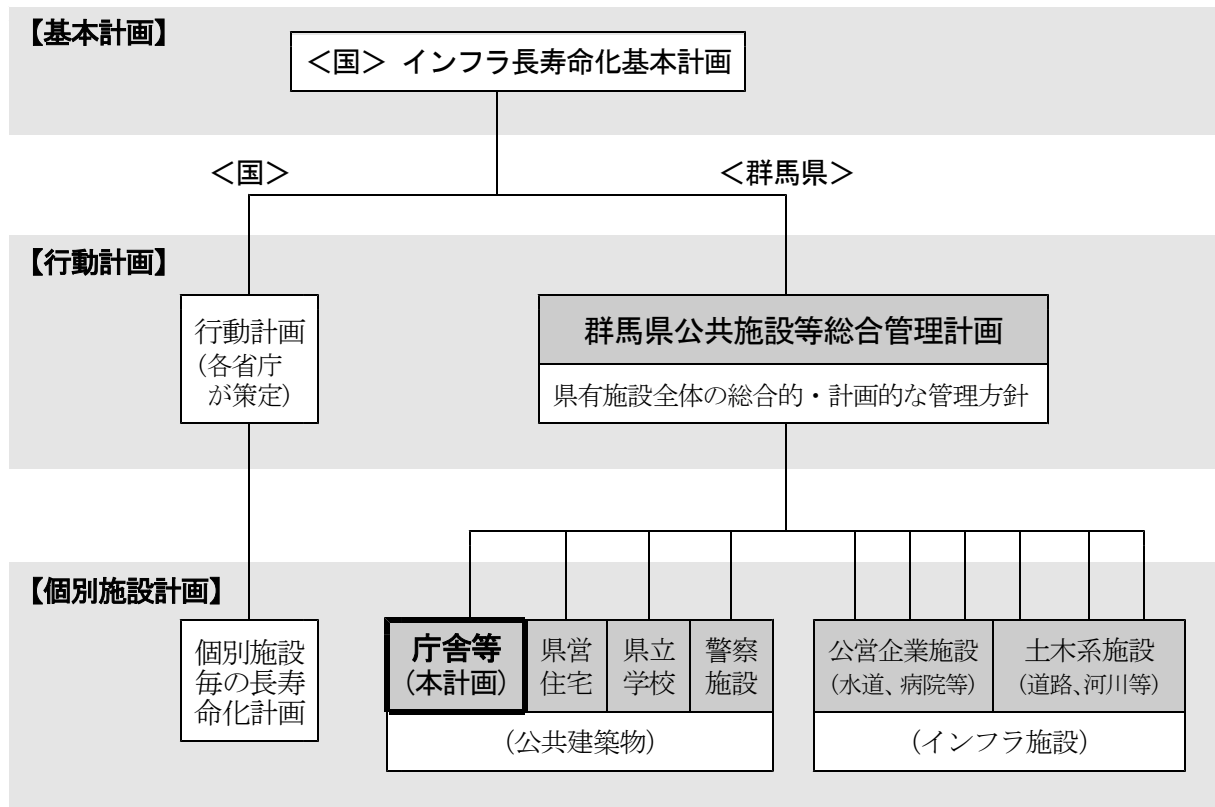 【基本計画】
＜国＞ インフラ長寿命化基本計画
＜国＞
＜群馬県＞
【行動計画】
行動計画
(各省庁
が策定)
群馬県公共施設等総合管理計画
県有施設全体の総合的・計画的な管理方針
【個別施設計画】
個別施設
毎の長寿
命化計画
庁舎等
(本計画)
県営
住宅
県立
学校
警察
施設
(公共建築物)
公営企業施設
(水道、病院等)
土木系施設
(道路、河川等)
(インフラ施設)